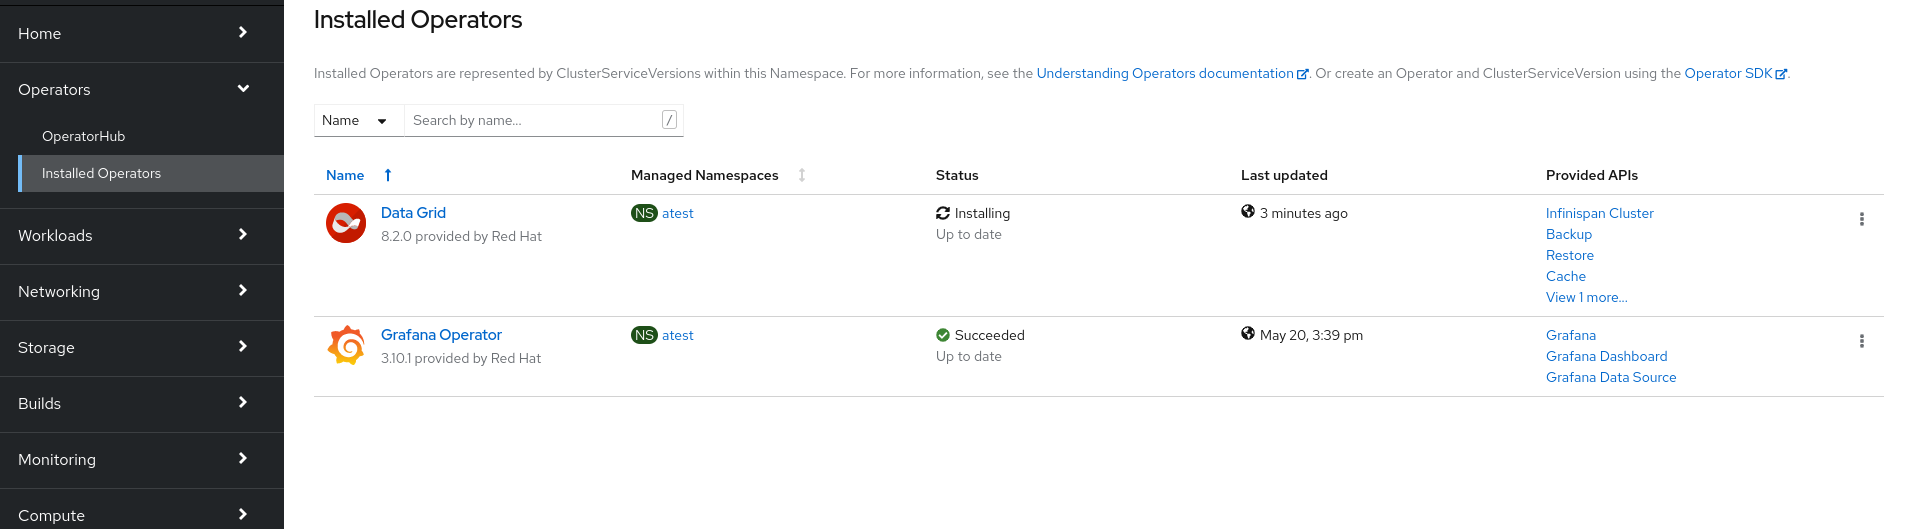 Home
Operators
OperatorHub
Installed Operators
Workloads
Networking
Storage
Builds
Monitoring
Compute
Installed Operators
Installed Operators are represented by ClusterServiceVersions within this Namespace. For more information, see the Understanding Operators documentation. Or create an Operator and ClusterServiceVersion using the Operator SDK.
Name Search by name... /
Name Managed Namespaces Status Last updated Provided APIs
Data Grid NS atest Installing 3 minutes ago Infinispan Cluster
8.2.0 provided by Red Hat Up to date Backup
Restore
Cache
View 1 more...
Grafana Operator NS atest Succeeded May 20, 3:39 pm Grafana
3.10.1 provided by Red Hat Up to date Grafana Dashboard
Grafana Data Source